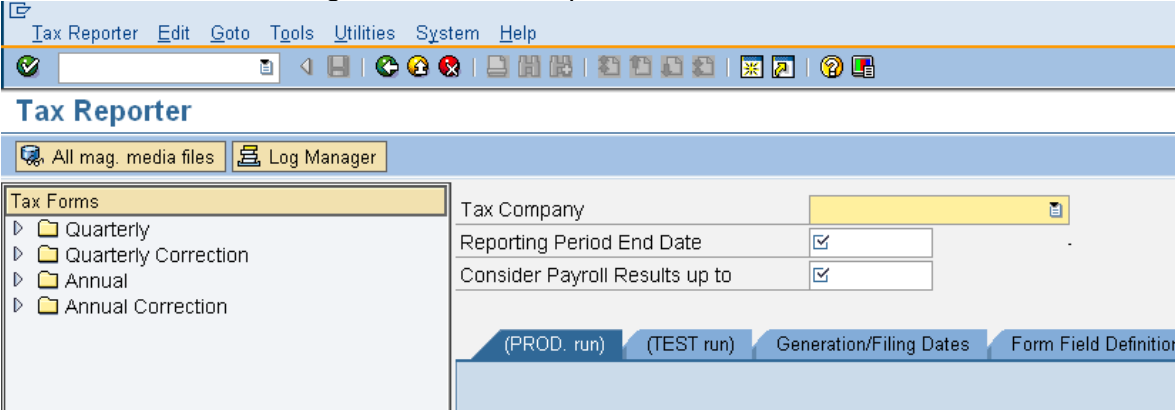 Tax Reporter Edit Goto Tools Utilities System Help
Tax Reporter
All mag. media files Log Manager
Tax Forms
Quarterly
Quarterly Correction
Annual
Annual Correction
Tax Company
Reporting Period End Date
Consider Payroll Results up to
(PROD. run) (TEST run) Generation/Filing Dates Form Field Definition